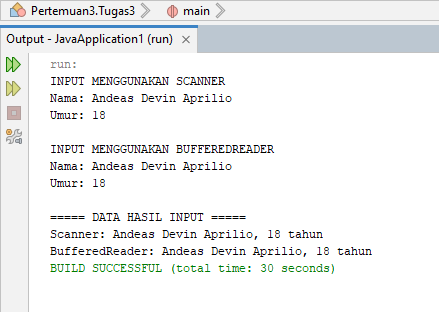 Pertemuan3.Tugas3 > main >
Output - JavaApplication1 (run) ×
run:
INPUT MENGGUNAKAN SCANNER
Nama: Andeas Devin Aprilio
Umur: 18
INPUT MENGGUNAKAN BUFFEREDREADER
Nama: Andeas Devin Aprilio
Umur: 18
===== DATA HASIL INPUT =====
Scanner: Andeas Devin Aprilio, 18 tahun
BufferedReader: Andeas Devin Aprilio, 18 tahun
BUILD SUCCESSFUL (total time: 30 seconds)